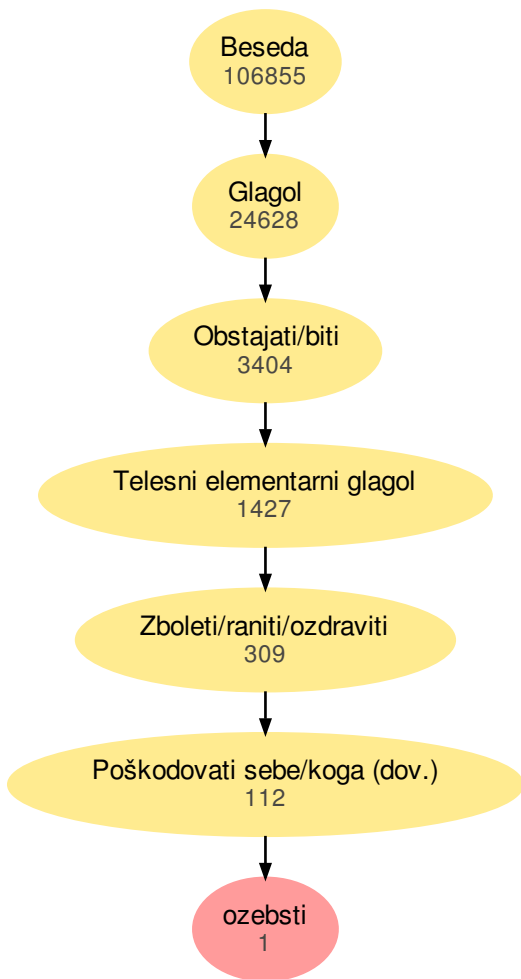 Beseda
106855
Glagol
24628
Obstajati/biti
3404
Telesni elementarni glagol
1427
Zboleti/raniti/ozdraviti
309
Poškodovati sebe/koga (dov.)
112
ozebsti
1